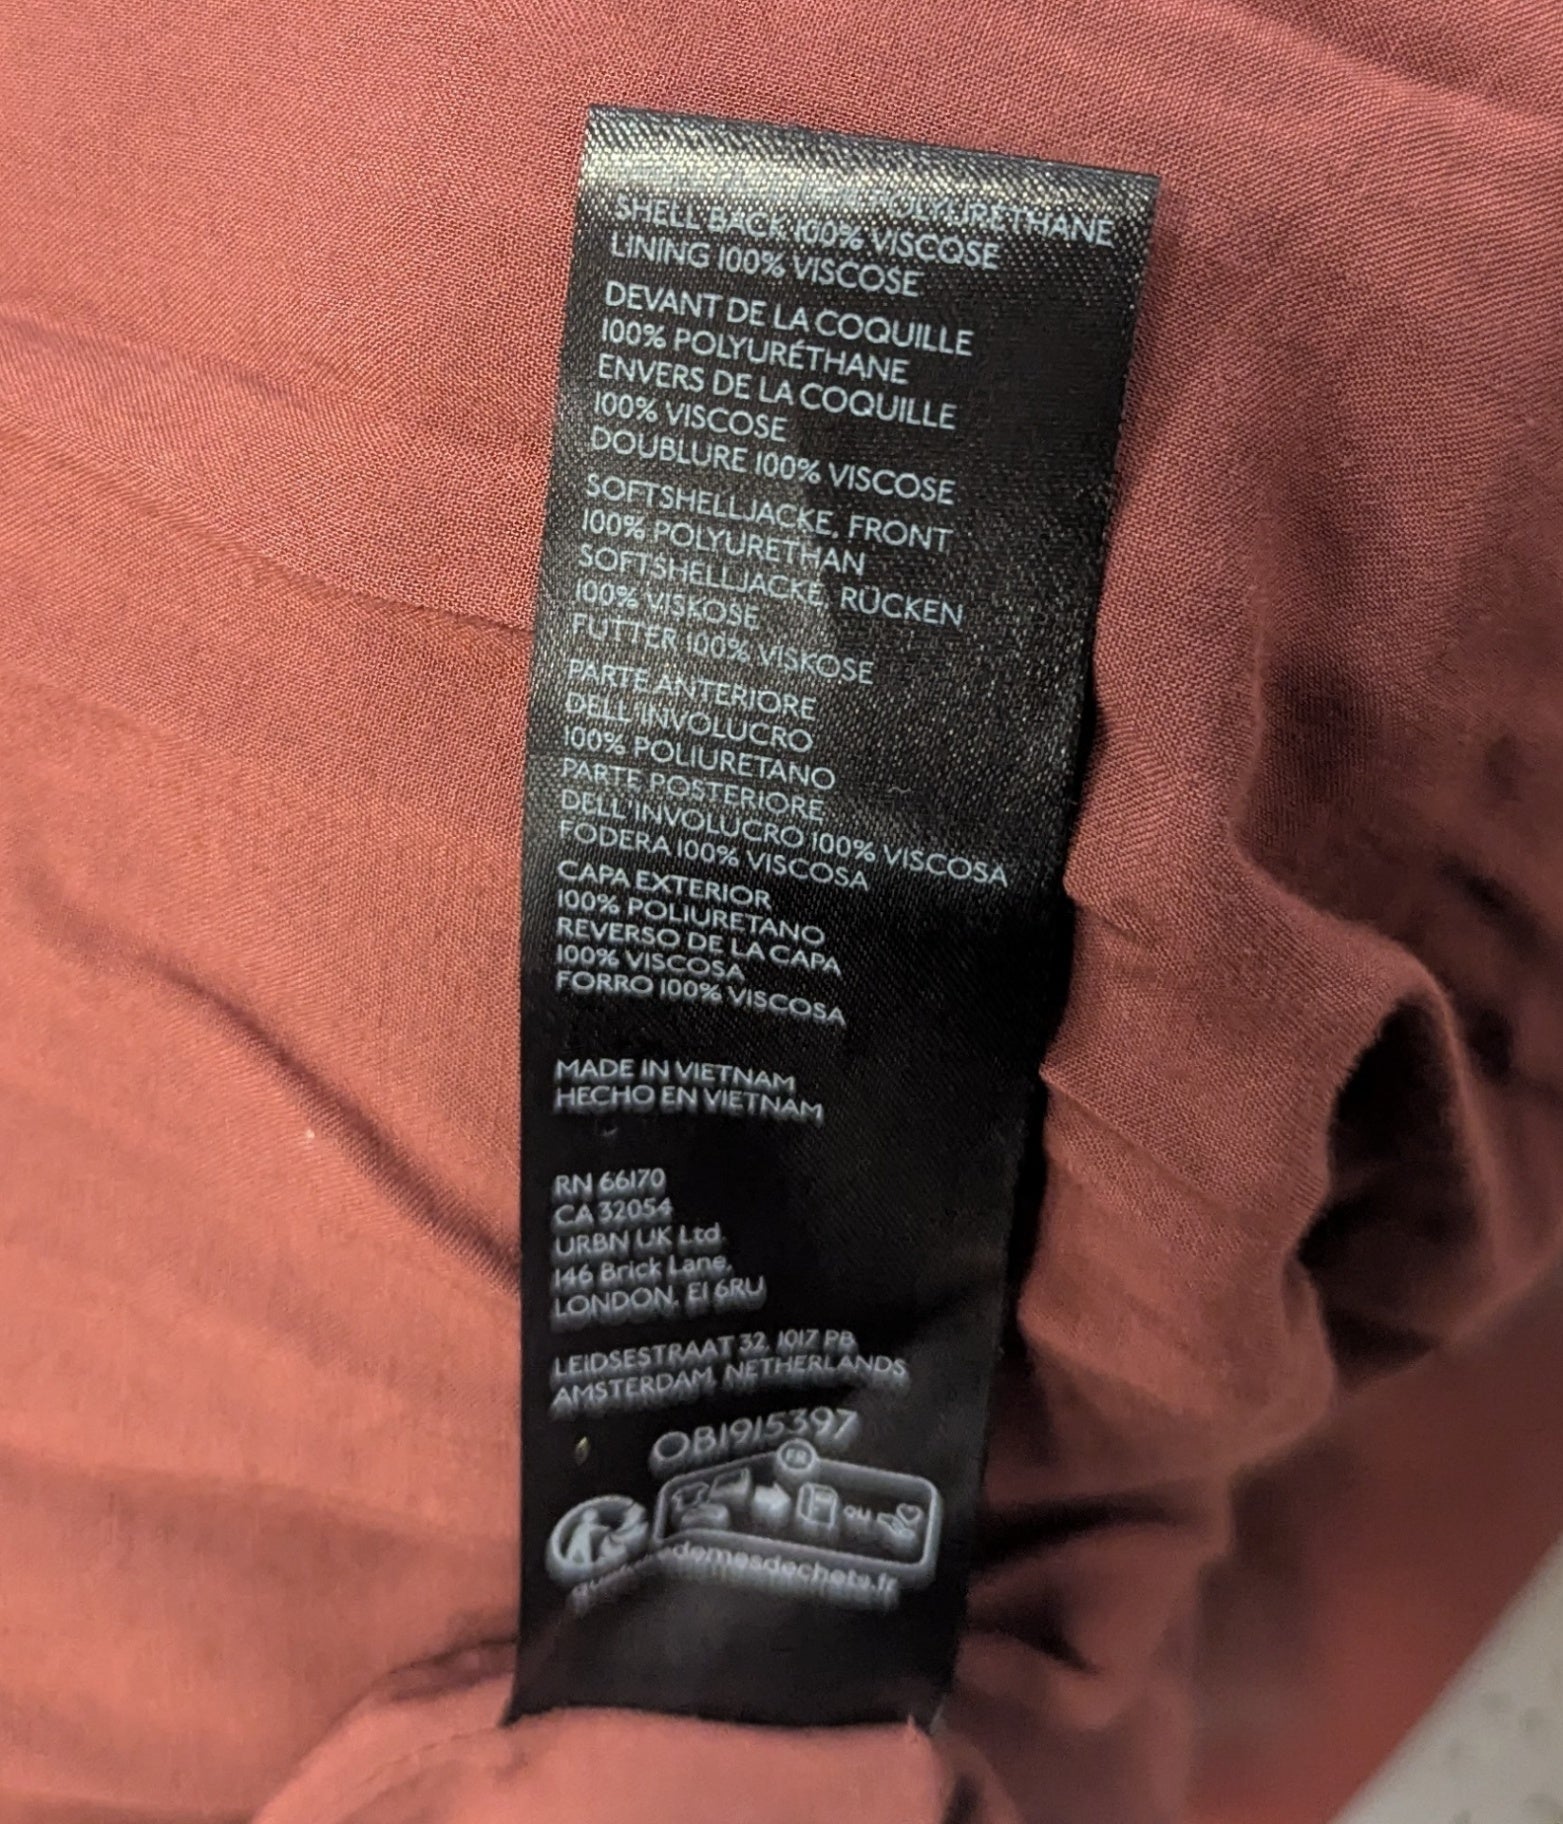 POLYURETHANE
SHELL BACK 100% VISCOSE
LINING 100% VISCOSE
DEVANT DE LA COQUILLE
100% POLYURÉTHANE
ENVERS DE LA COQUILLE
100% VISCOSE
DOUBLURE 100% VISCOSE
SOFTSHELLJACKE, FRONT
100% POLYURETHAN
SOFTSHELLJACKE, RÜCKEN
100% VISKOSE
FUTTER 100% VISKOSE
PARTE ANTERIORE
DELL'INVOLUCRO
100% POLIURETANO
PARTE POSTERIORE
DELL'INVOLUCRO 100% VISCOSA
FODERA 100% VISCOSA
CAPA EXTERIOR
100% POLIURETANO
REVERSO DE LA CAPA
100% VISCOSA
FORRO 100% VISCOSA
MADE IN VIETNAM
HECHO EN VIETNAM
RN 66170
CA 32054
URBN UK Ltd.
146 Brick Lane,
LONDON, E1 6RU
LEIDSESTRAAT 32, 1017 PB
AMSTERDAM, NETHERLANDS
OB1915397
FR
OU